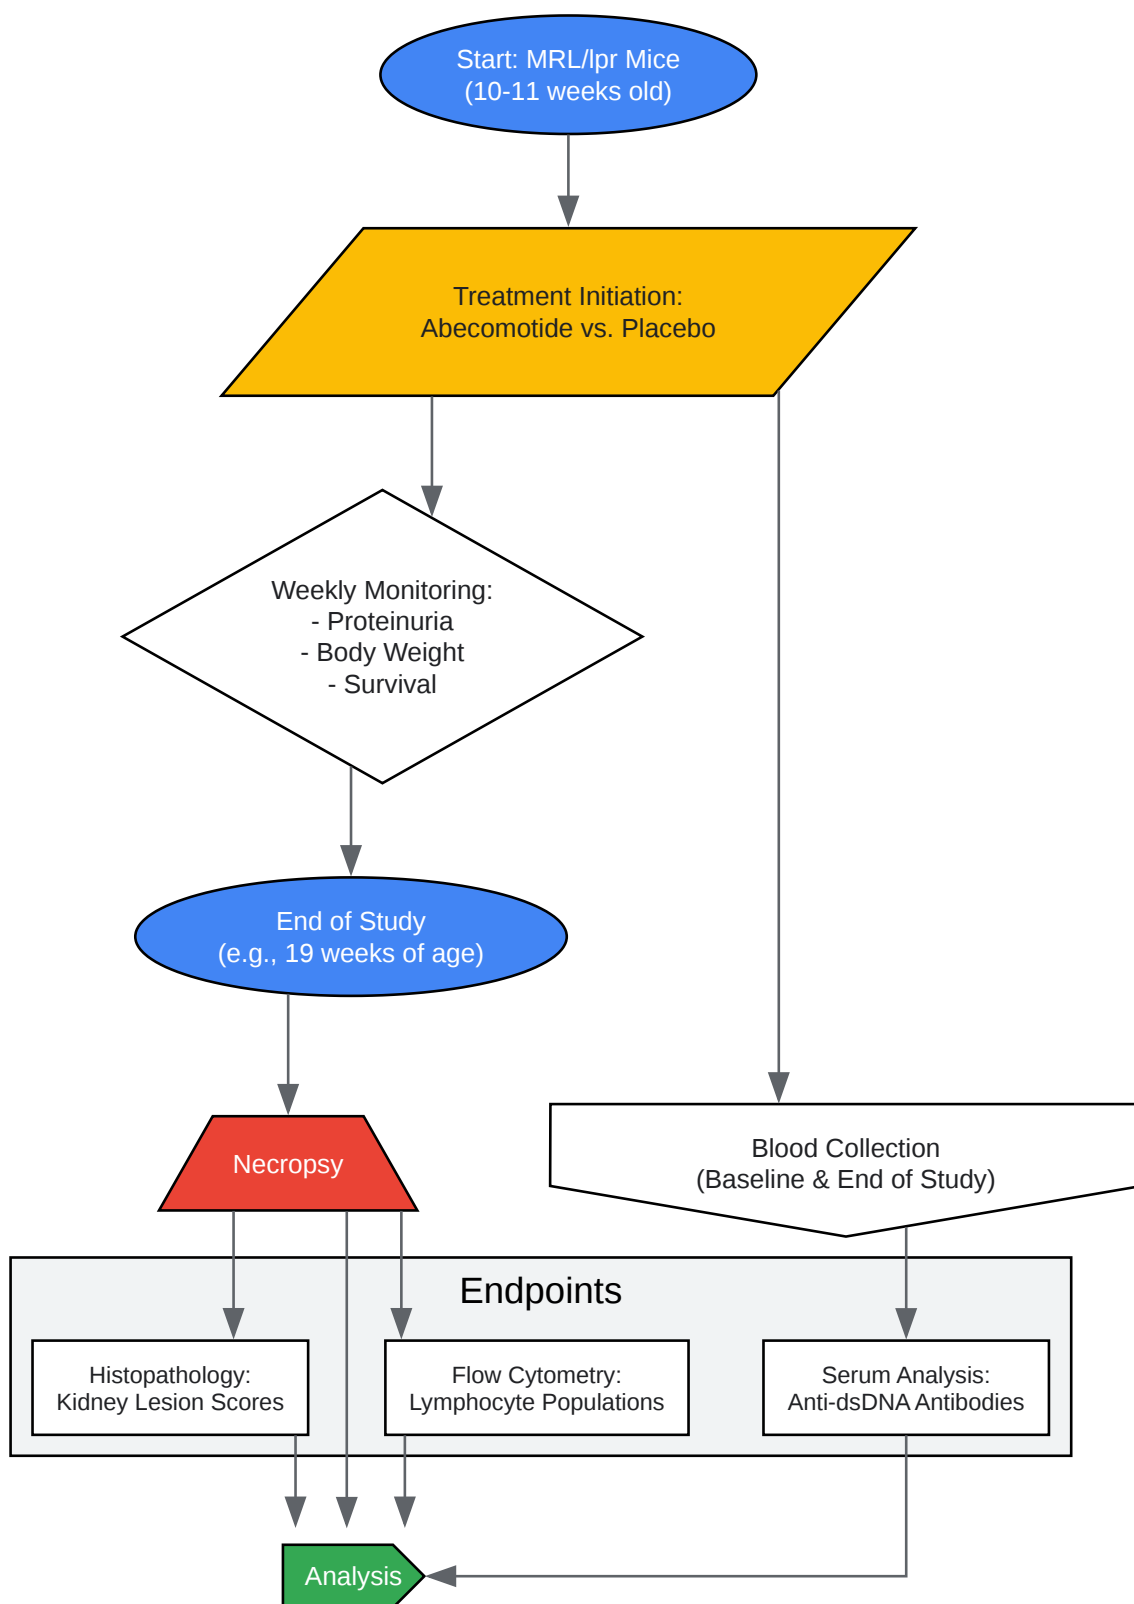 Start: MRL/lpr Mice
(10-11 weeks old)
Treatment Initiation:
Abecomotide vs. Placebo
Weekly Monitoring:
- Proteinuria
- Body Weight
- Survival
End of Study
(e.g., 19 weeks of age)
Necropsy
Blood Collection
(Baseline & End of Study)
Endpoints
Histopathology:
Kidney Lesion Scores
Flow Cytometry:
Lymphocyte Populations
Serum Analysis:
Anti-dsDNA Antibodies
Analysis